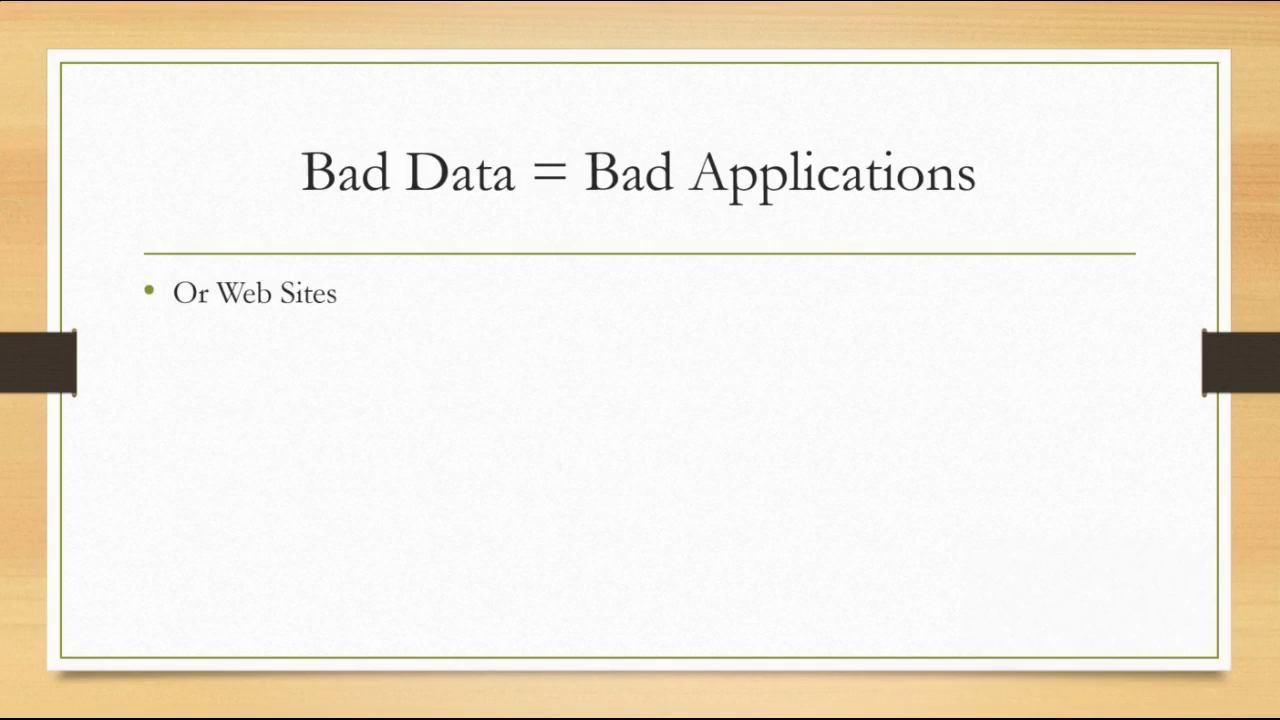 Bad Data = Bad Applications
• Or Web Sites